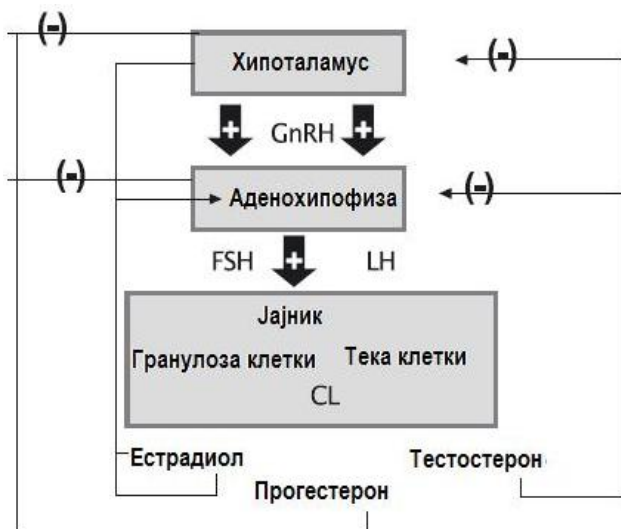 (-)
Хипоталамус
(-)
+ GnRH +
(-)
Аденохипофиза
(-)
FSH + LH
Јајник
Гранулоза клетки Тека клетки
CL
Естрадиол
Тестостерон
Прогестерон